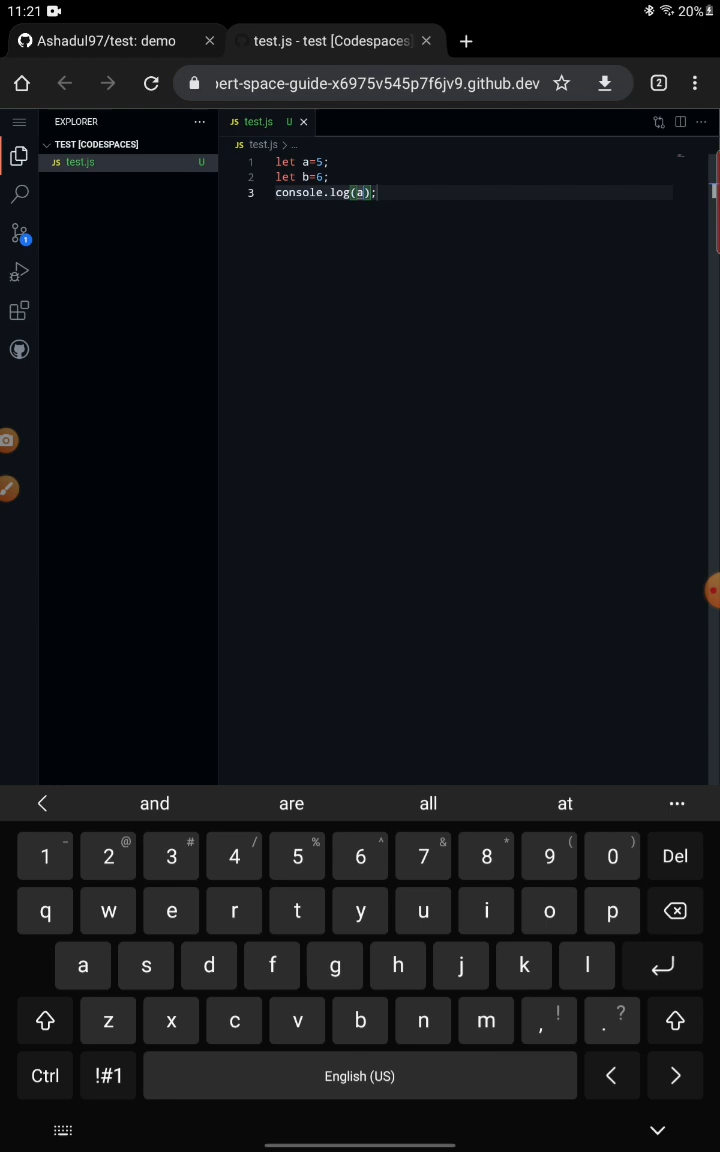 11:21
20%
Ashadul97/test: demo
test.js - test [Codespaces]
pert-space-guide-x6975v545p7f6jv9.github.dev
2
EXPLORER
TEST [CODESPACES]
JS test.js U
1
JS test.js U
JS test.js > ...
1 let a=5;
2 let b=6;
3 console.log(a);
and are all at
1 - 2 @ 3 # 4 / 5 % 6 ^ 7 & 8 * 9 ( 0 ) Del
q w e r t y u i o p
a s d f g h j k l
z x c v b n m , ! . ?
Ctrl !#1 English (US) < >